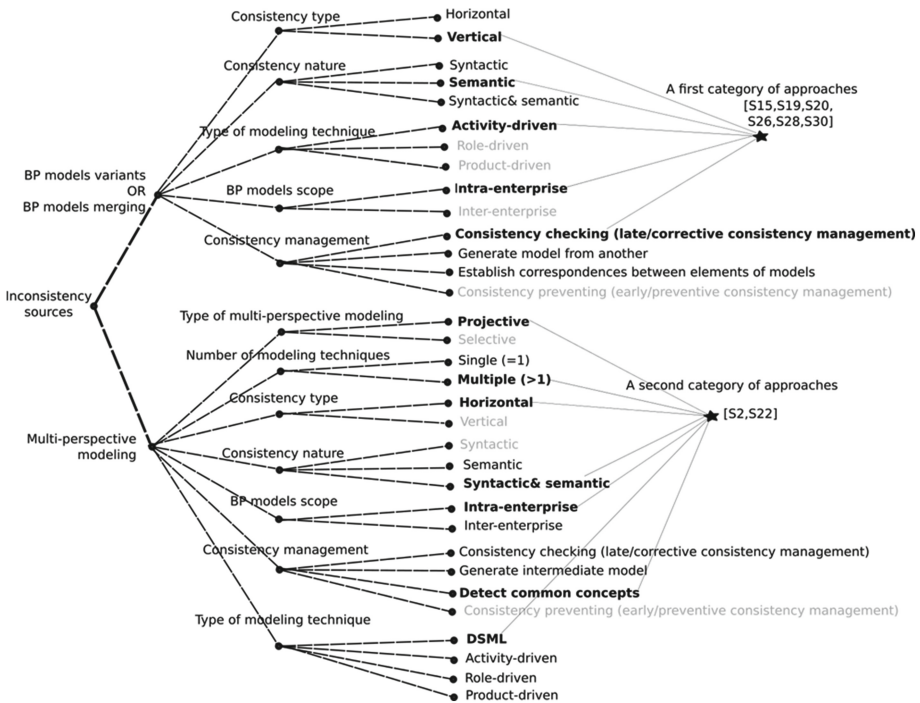 Consistency type
Horizontal
Vertical
Consistency nature
Syntactic
Semantic
Syntactic& semantic
A first category of approaches
[S15,S19,S20,
S26,S28,S30]
Type of modeling technique
Activity-driven
Role-driven
Product-driven
BP models variants
OR
BP models merging
BP models scope
Intra-enterprise
Inter-enterprise
Consistency management
Consistency checking (late/corrective consistency management)
Generate model from another
Establish correspondences between elements of models
Consistency preventing (early/preventive consistency management)
Inconsistency
sources
Type of multi-perspective modeling
Projective
Selective
Number of modeling techniques
Single (=1)
Multiple (>1)
A second category of approaches
[S2,S22]
Consistency type
Horizontal
Vertical
Multi-perspective
modeling
Consistency nature
Syntactic
Semantic
Syntactic& semantic
BP models scope
Intra-enterprise
Inter-enterprise
Consistency management
Consistency checking (late/corrective consistency management)
Generate intermediate model
Detect common concepts
Consistency preventing (early/preventive consistency management)
Type of modeling technique
DSML
Activity-driven
Role-driven
Product-driven